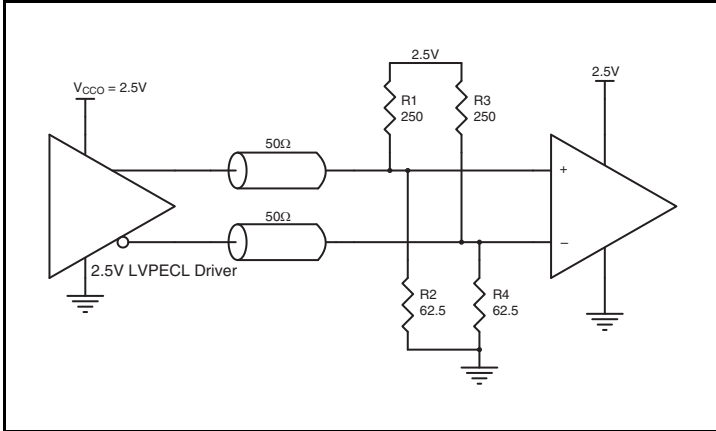 2.5V
V_CCO = 2.5V
2.5V
R1
250
R3
250
50Ω
+
50Ω
−
2.5V LVPECL Driver
R2
62.5
R4
62.5